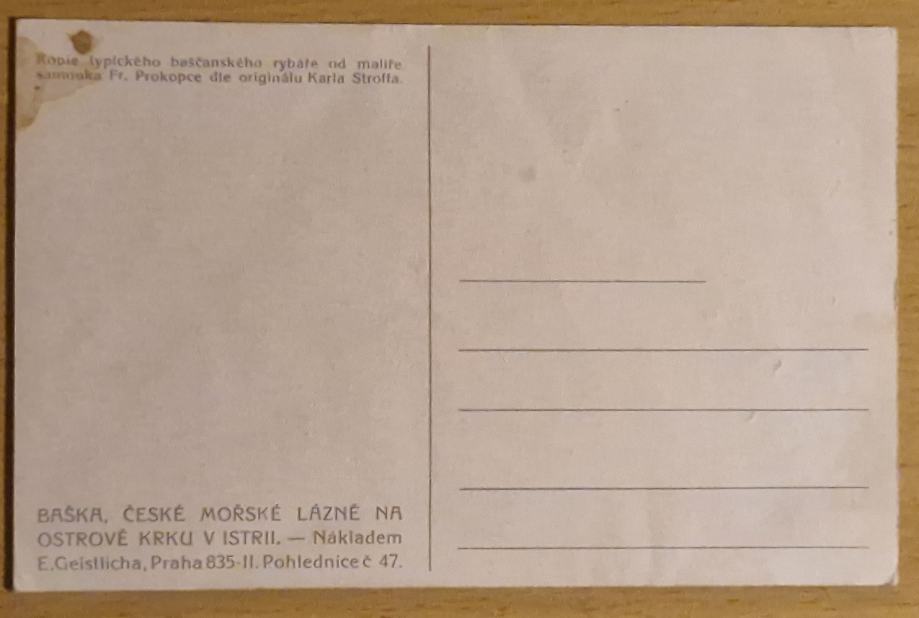 Kopie typického baščanského rybáře od malíře
samouka Fr. Prokopce dle originálu Karla Stroffa.
BAŠKA, ČESKÉ MOŘSKÉ LÁZNĚ NA
OSTROVĚ KRKU V ISTRII. — Nákladem
E. Geistlicha, Praha 835-II. Pohlednice č 47.